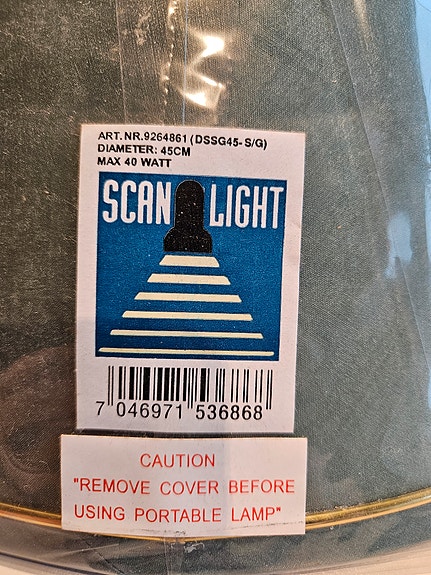 ART. NR.9264861 (DSSG45- S/G)
DIAMETER: 45CM
MAX 40 WATT
SCAN LIGHT
7 046971 536868
CAUTION
"REMOVE COVER BEFORE
USING PORTABLE LAMP"